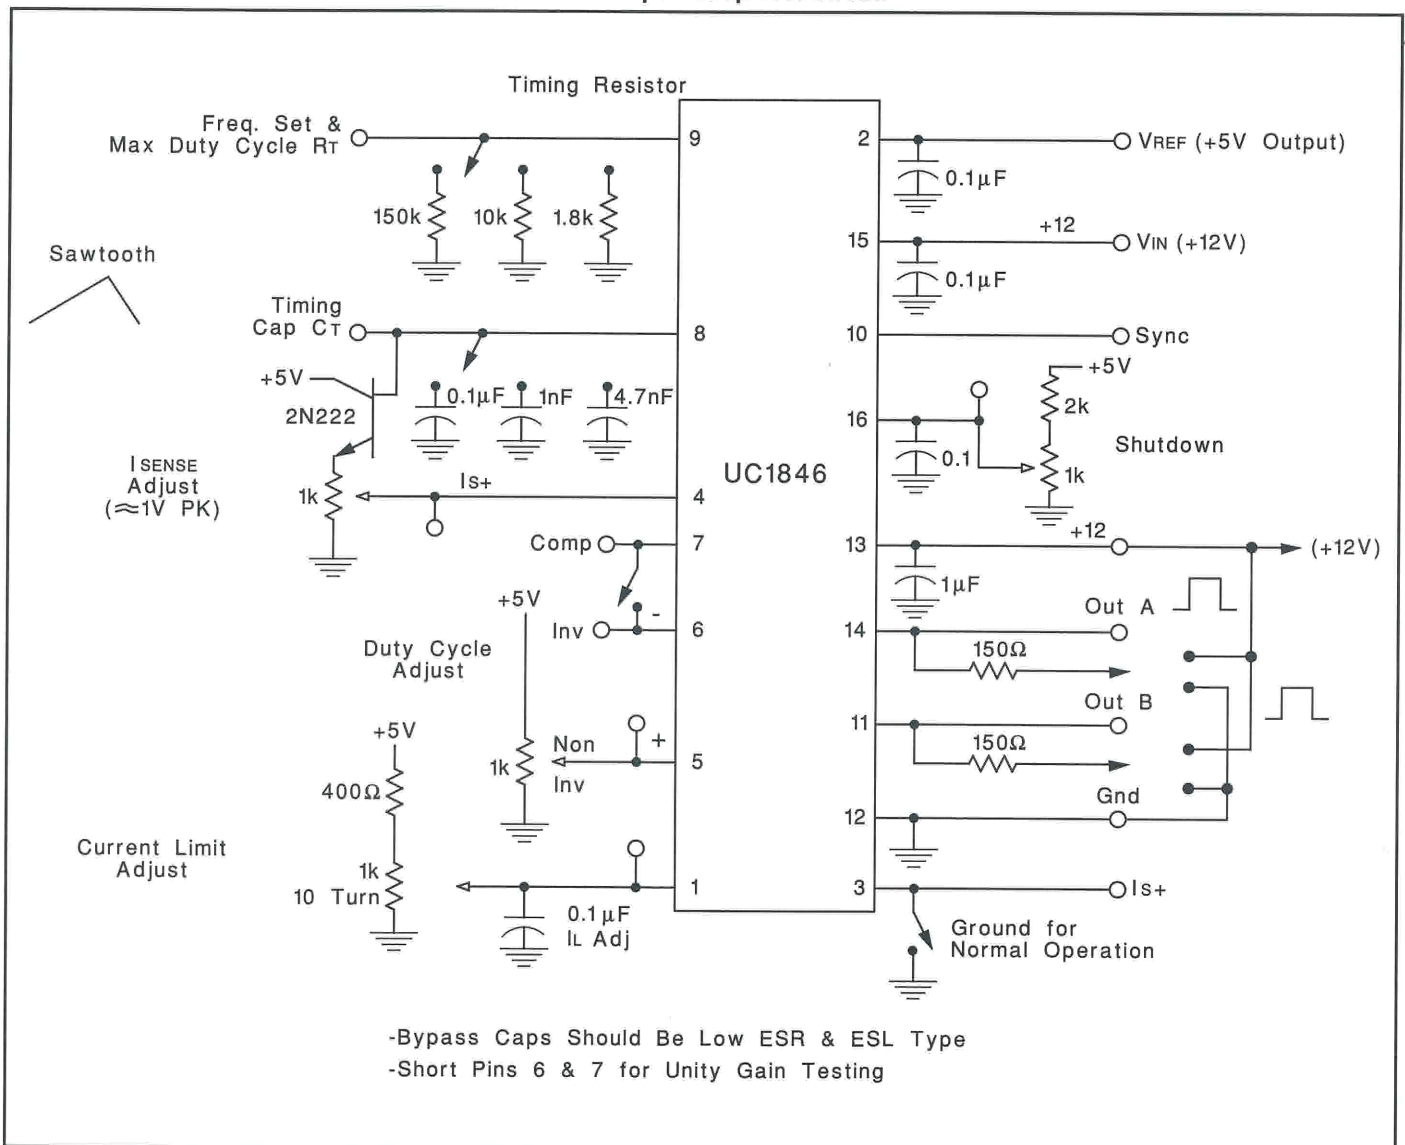 Timing Resistor
Freq. Set &
Max Duty Cycle RT
9
2
VREF (+5V Output)
0.1µF
150k
10k
1.8k
15
+12
VIN (+12V)
0.1µF
Sawtooth
Timing
Cap CT
8
10
Sync
+5V
2N222
0.1µF
1nF
4.7nF
+5V
2k
16
0.1
1k
Shutdown
UC1846
ISENSE
Adjust
(≈1V PK)
1k
IS+
4
Comp
7
13
+12
(+12V)
1µF
+5V
Inv
-
6
Out A
14
150Ω
Duty Cycle
Adjust
Out B
11
150Ω
+5V
400Ω
1k
Non
Inv
+
5
Gnd
12
Current Limit
Adjust
1k
10 Turn
1
0.1µF
IL Adj
3
IS+
Ground for
Normal Operation
-Bypass Caps Should Be Low ESR & ESL Type
-Short Pins 6 & 7 for Unity Gain Testing